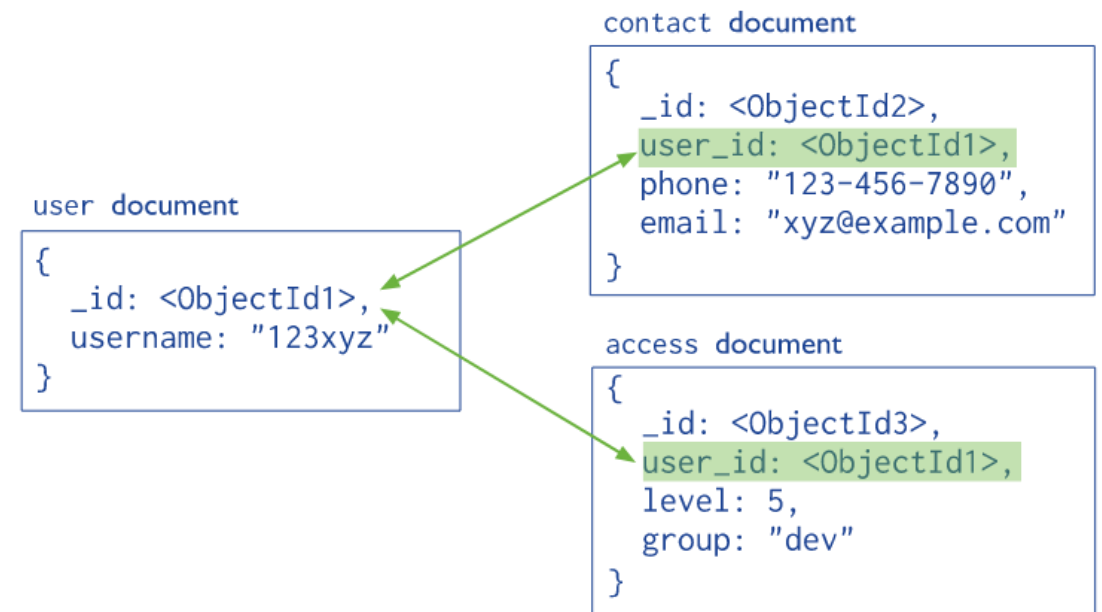 user document
{
_id: <ObjectId1>,
username: "123xyz"
}
contact document
{
_id: <ObjectId2>,
user_id: <ObjectId1>,
phone: "123-456-7890",
email: "xyz@example.com"
}
access document
{
_id: <ObjectId3>,
user_id: <ObjectId1>,
level: 5,
group: "dev"
}